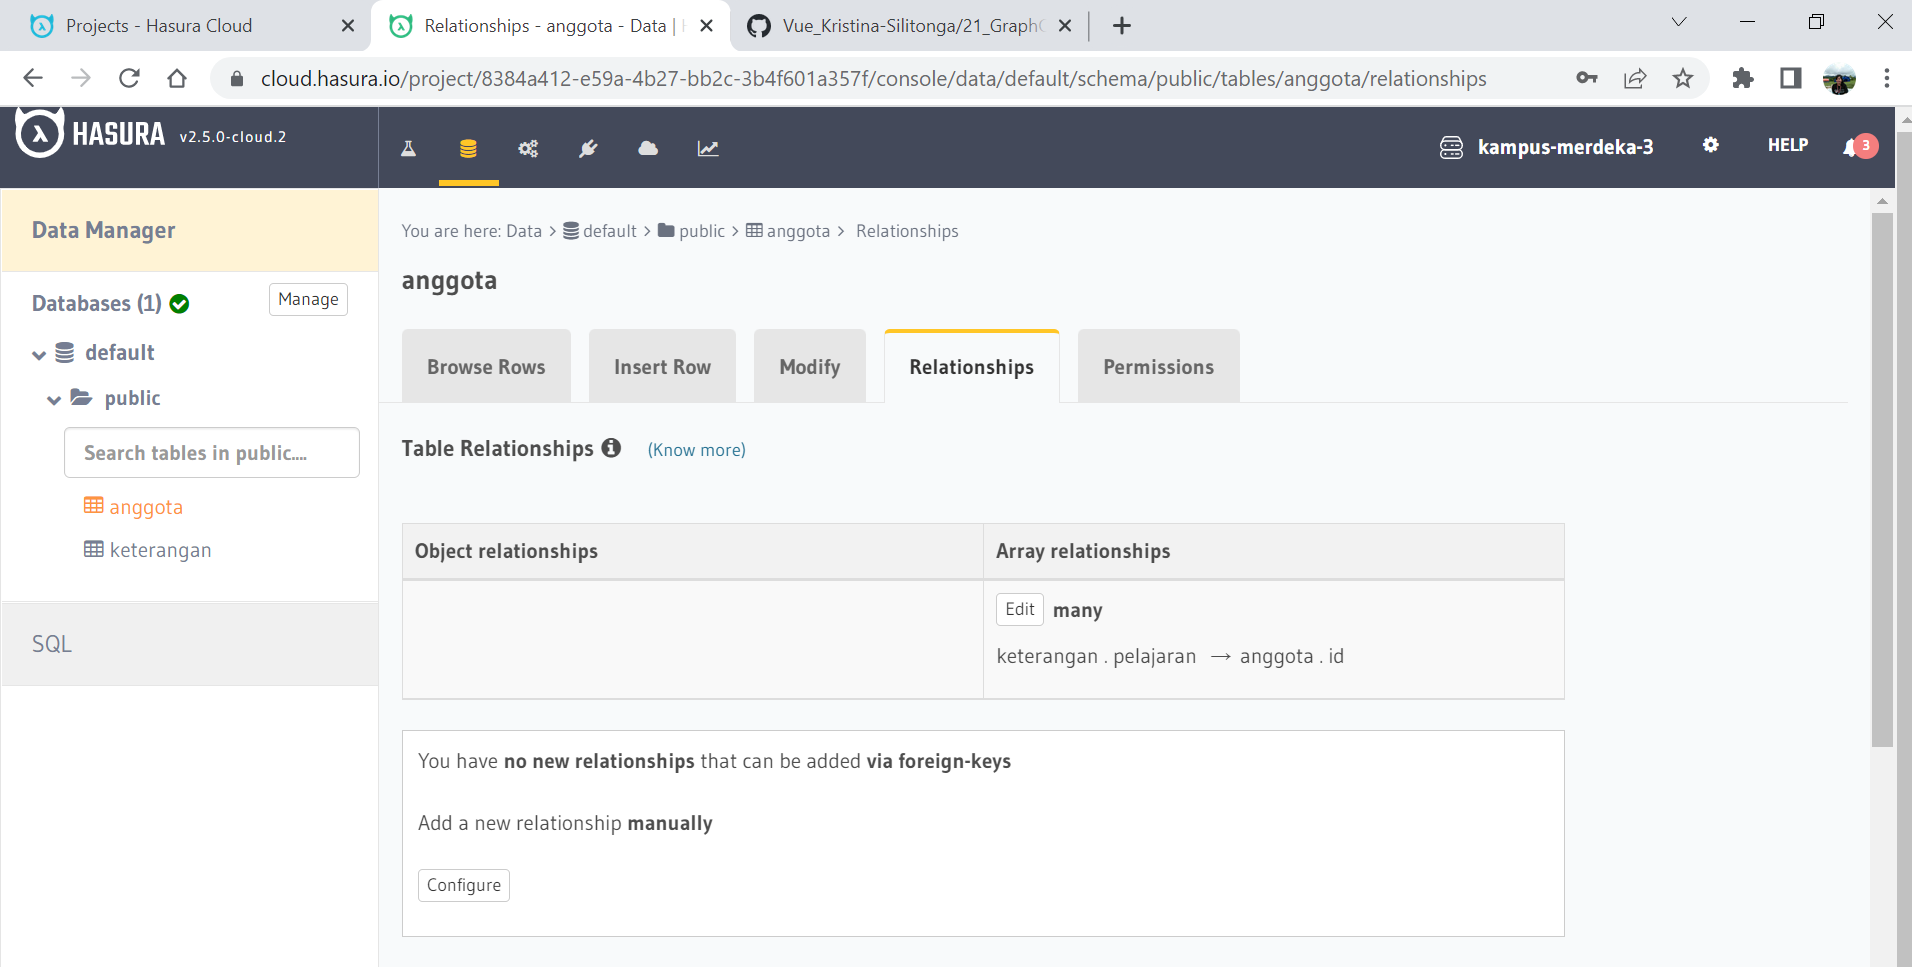 Projects - Hasura Cloud
Relationships - anggota - Data |
Vue_Kristina-Silitonga/21_Graph
cloud.hasura.io/project/8384a412-e59a-4b27-bb2c-3b4f601a357f/console/data/default/schema/public/tables/anggota/relationships
HASURA v2.5.0-cloud.2
kampus-merdeka-3
HELP
3
Data Manager
Databases (1)
Manage
default
public
Search tables in public....
anggota
keterangan
SQL
You are here: Data > default > public > anggota > Relationships
anggota
Browse Rows
Insert Row
Modify
Relationships
Permissions
Table Relationships (Know more)
Object relationships
Array relationships
Edit many
keterangan . pelajaran → anggota . id
You have no new relationships that can be added via foreign-keys
Add a new relationship manually
Configure